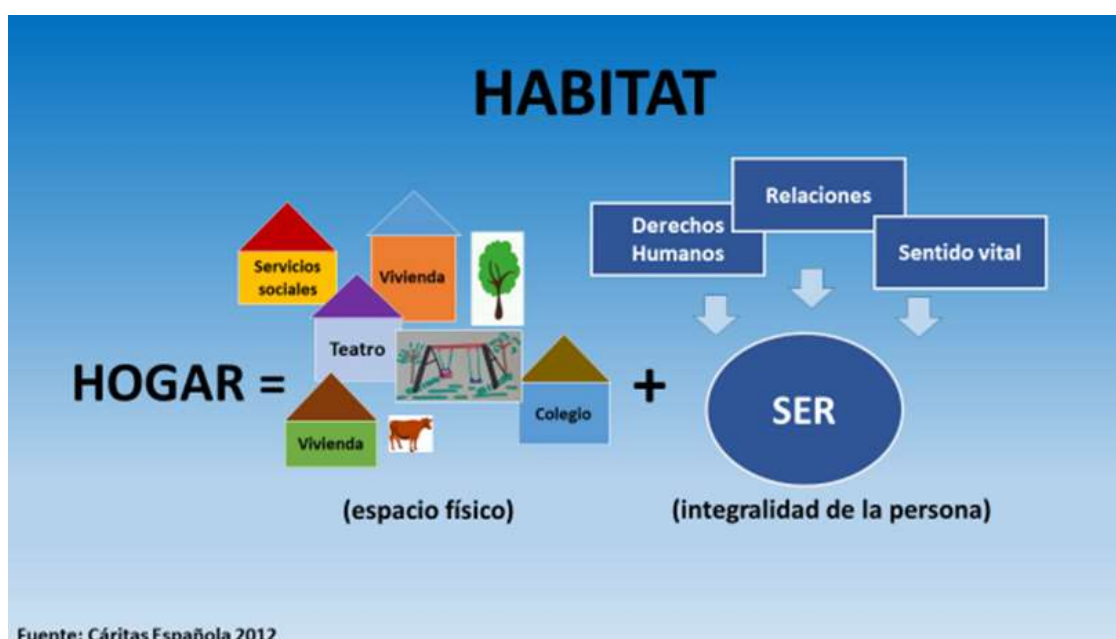 HABITAT
Servicios
sociales
Vivienda
Teatro
Vivienda
Colegio
HOGAR =
+
Derechos
Humanos
Relaciones
Sentido vital
SER
(espacio físico)
(integralidad de la persona)
Fuente: Cáritas Española 2012